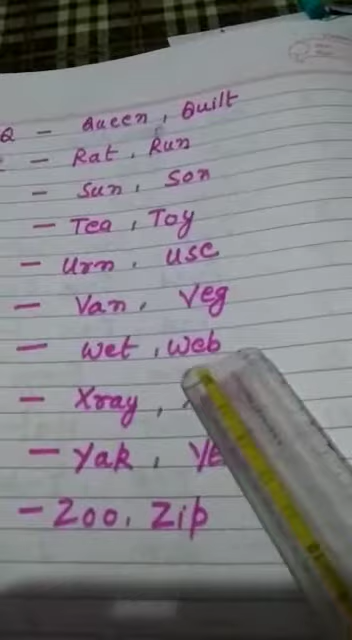 Q - Queen, Quilt
- Rat, Run
- Sun, Son
- Tea, Toy
- Urn, Use
- Van, Veg
- Wet, Web
- Xray,
- Yak,
- Zoo, Zip